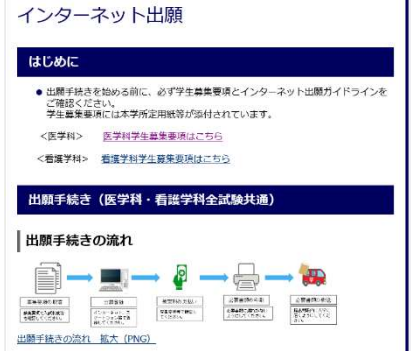 インターネット出願
はじめに
● 出願手続きを始める前に、必ず学生募集要項とインターネット出願ガイドラインを
ご確認ください。
学生募集要項には本学所定用紙等が添付されています。
<医学科> 医学科学生募集要項はこちら
<看護学科> 看護学科学生募集要項はこちら
出願手続き（医学科・看護学科全試験共通）
出願手続きの流れ
出願手続きの流れ 拡大（PNG）